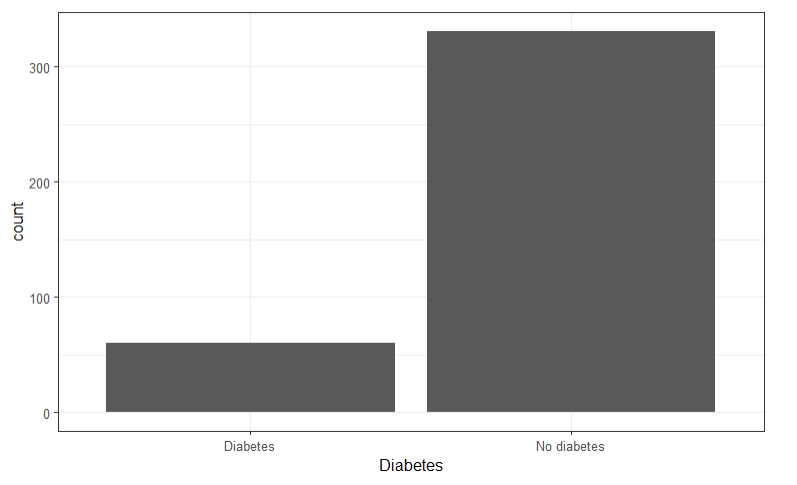 count
300
200
100
0
Diabetes
No diabetes
Diabetes